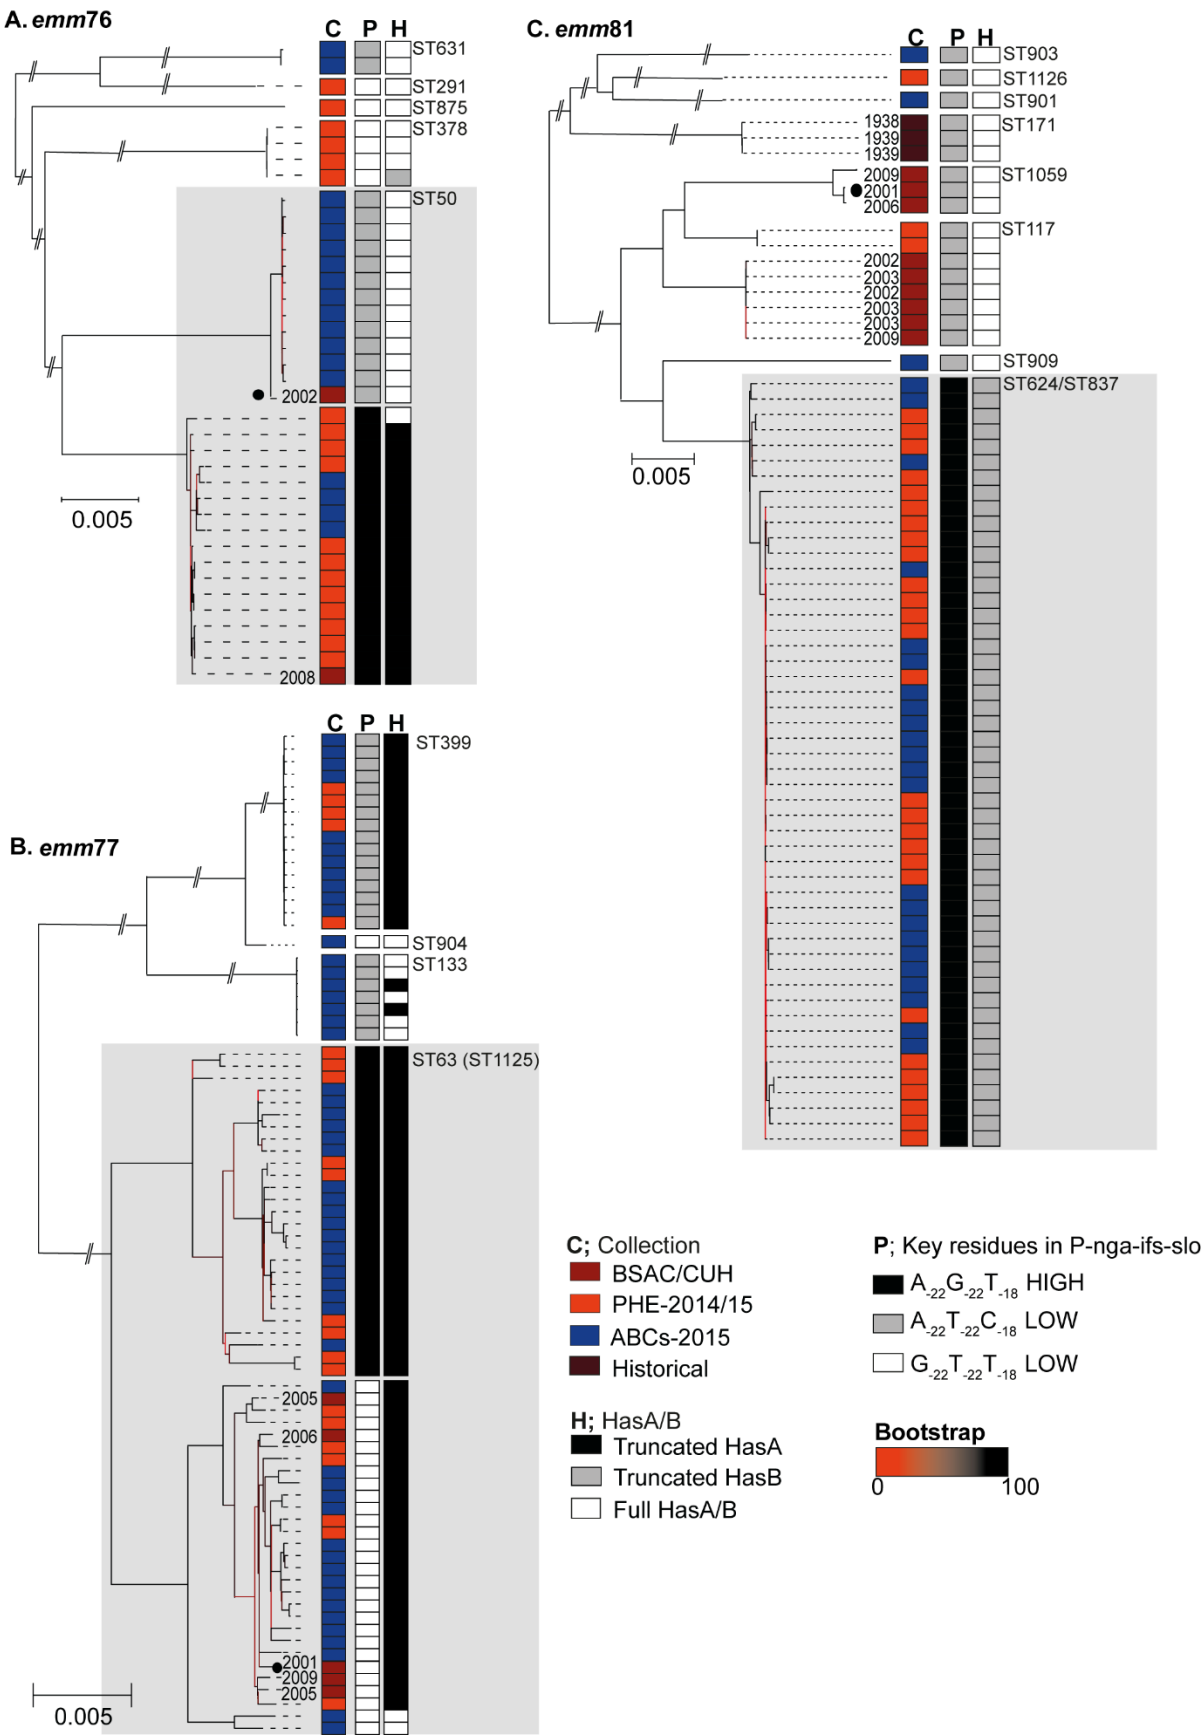 A. emm76
C P H
ST631
ST291
ST875
ST378
ST50
2002
2008
0.005
B. emm77
C P H
ST399
ST904
ST133
ST63 (ST1125)
2005
2006
2001
2009
2005
0.005
C. emm81
C P H
ST903
ST1126
ST901
1938
ST171
1939
1939
2009
ST1059
2001
2006
ST117
2002
2003
2002
2003
2003
2009
ST909
ST624/ST837
0.005
C; Collection
BSAC/CUH
PHE-2014/15
ABCs-2015
Historical
H; HasA/B
Truncated HasA
Truncated HasB
Full HasA/B
P; Key residues in P-nga-ifs-slo
A-22G-22T-18 HIGH
A-22T-22C-18 LOW
G-22T-22T-18 LOW
Bootstrap
0 100